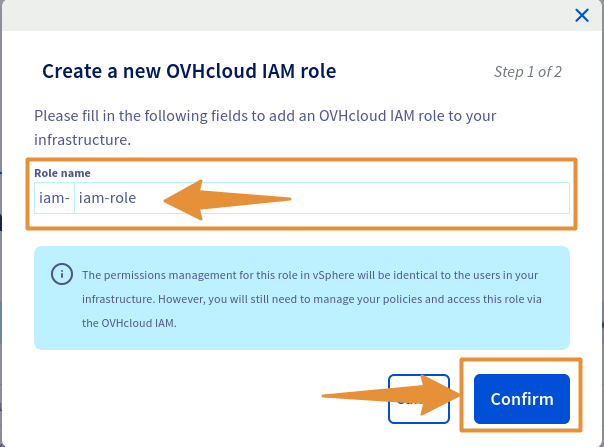 Create a new OVHcloud IAM role
Step 1 of 2
Please fill in the following fields to add an OVHcloud IAM role to your
infrastructure.
Role name
iam- iam-role
The permissions management for this role in vSphere will be identical to the users in your
infrastructure. However, you will still need to manage your policies and access this role via
the OVHcloud IAM.
Confirm